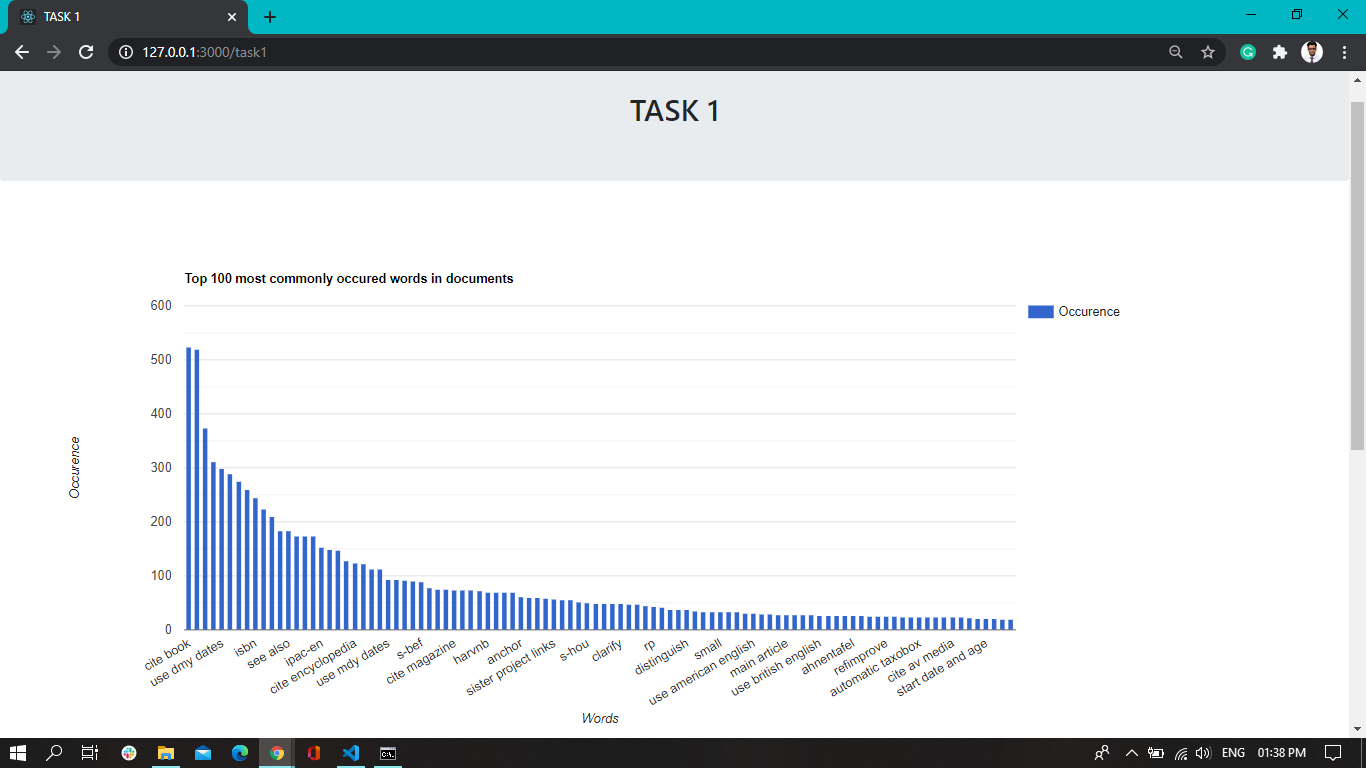 TASK 1
127.0.0.1:3000/task1
TASK 1
Top 100 most commonly occured words in documents
600
500
400
300
200
100
0
Occurence
Occurence
cite book
use dmy dates
isbn
see also
ipac-en
cite encyclopedia
use mdy dates
s-bef
cite magazine
harvnb
anchor
sister project links
s-hou
clarify
rp
distinguish
small
use american english
main article
use british english
ahnentafel
refimprove
automatic taxobox
cite av media
start date and age
Words
ENG
01:38 PM